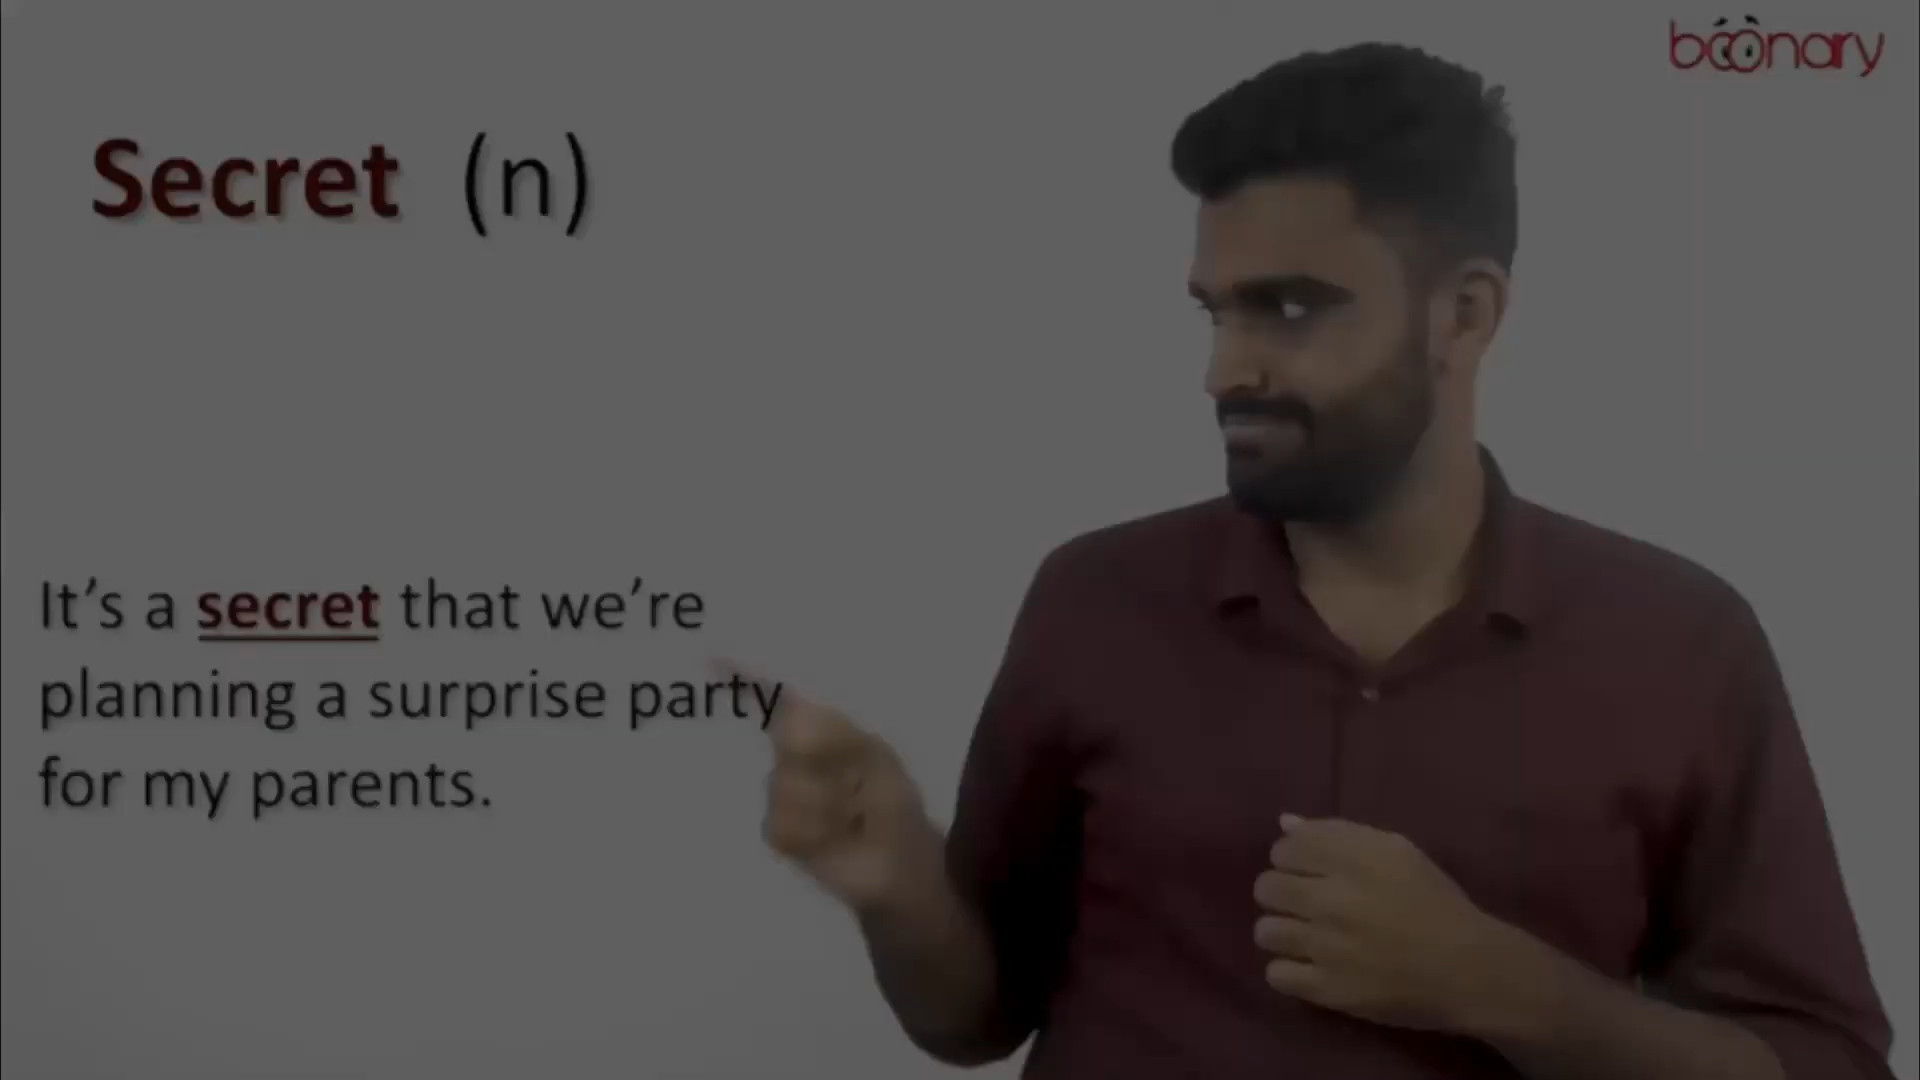 boonary
Secret (n)
It’s a secret that we’re
planning a surprise party
for my parents.